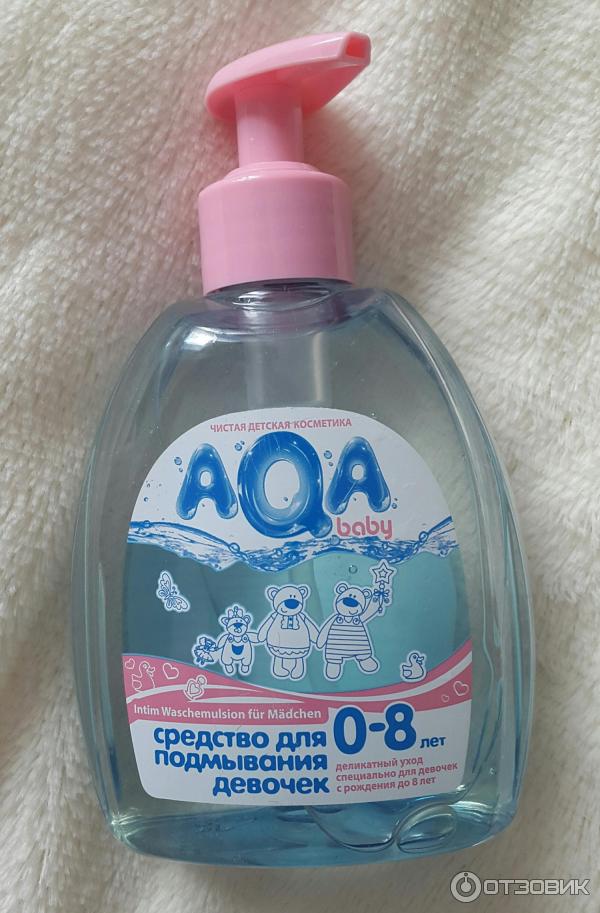 ЧИСТАЯ ДЕТСКАЯ КОСМЕТИКА
AQA
baby
Intim Waschemulsion für Mädchen
средство для
подмывания
девочек
0-8 лет
деликатный уход
специально для девочек
с рождения до 8 лет
ОТЗОВИК